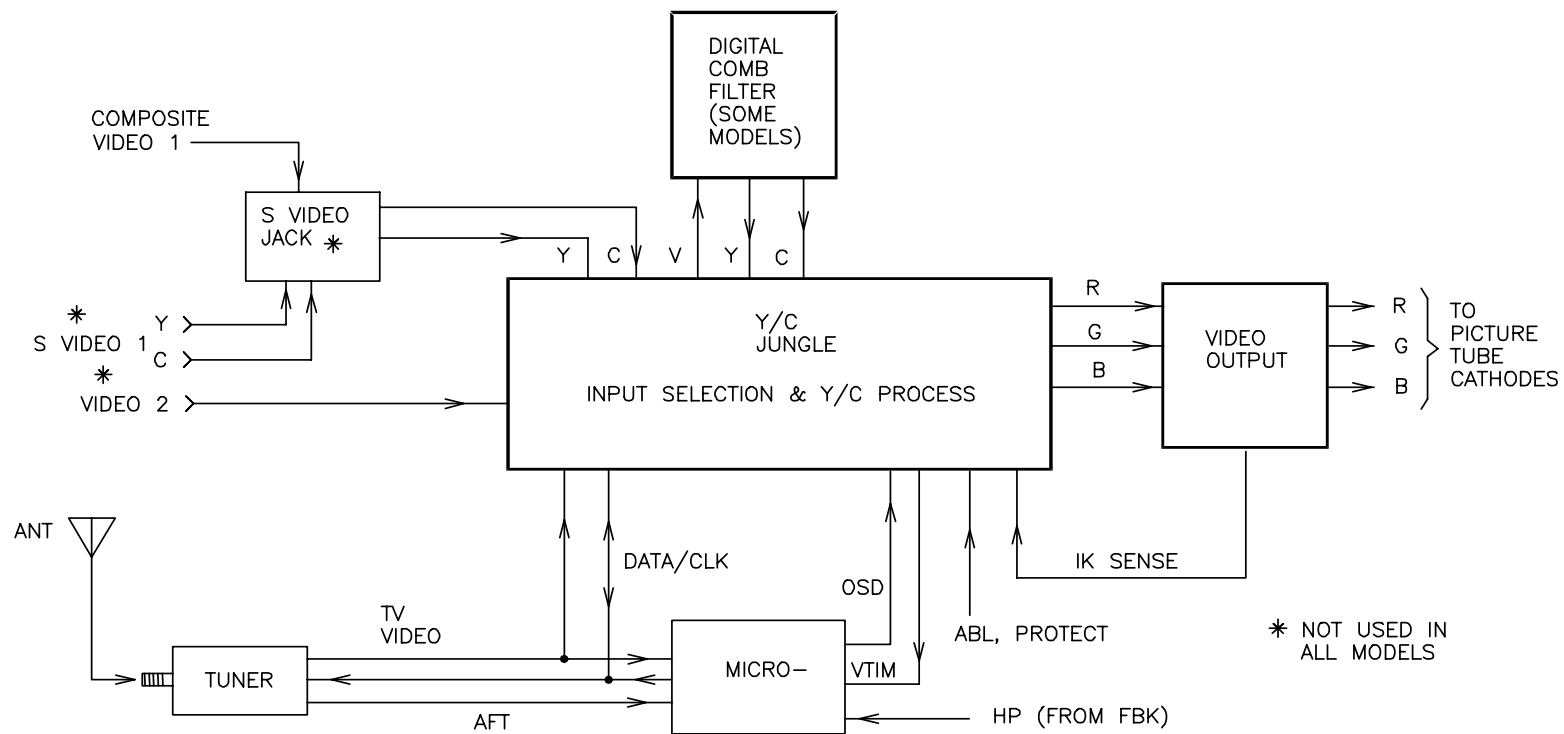 DIGITAL
COMB
FILTER
(SOME
MODELS)
COMPOSITE
VIDEO 1
S VIDEO
JACK *
Y
C
V
Y
C
*
S VIDEO 1
Y
C
*
VIDEO 2
Y/C
JUNGLE
INPUT SELECTION & Y/C PROCESS
R
G
B
VIDEO
OUTPUT
R
G
B
TO
PICTURE
TUBE
CATHODES
ANT
TUNER
TV
VIDEO
DATA/CLK
AFT
MICRO-
OSD
VTIM
ABL, PROTECT
IK SENSE
HP (FROM FBK)
* NOT USED IN
ALL MODELS